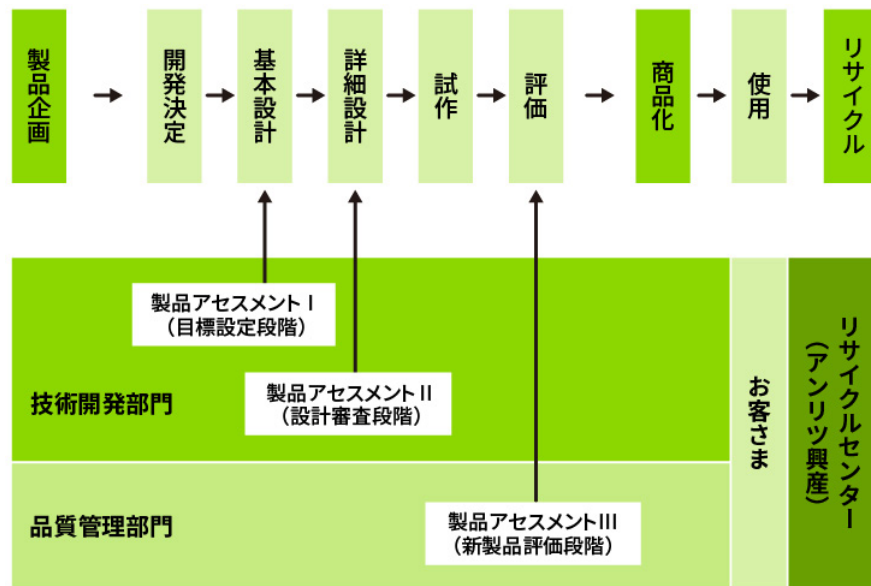 製品企画
開発決定
基本設計
詳細設計
試作
評価
商品化
使用
リサイクル
製品アセスメントⅠ
（目標設定段階）
技術開発部門
製品アセスメントⅡ
（設計審査段階）
品質管理部門
製品アセスメントⅢ
（新製品評価段階）
お客さま
リサイクルセンター
（アンリツ興産）